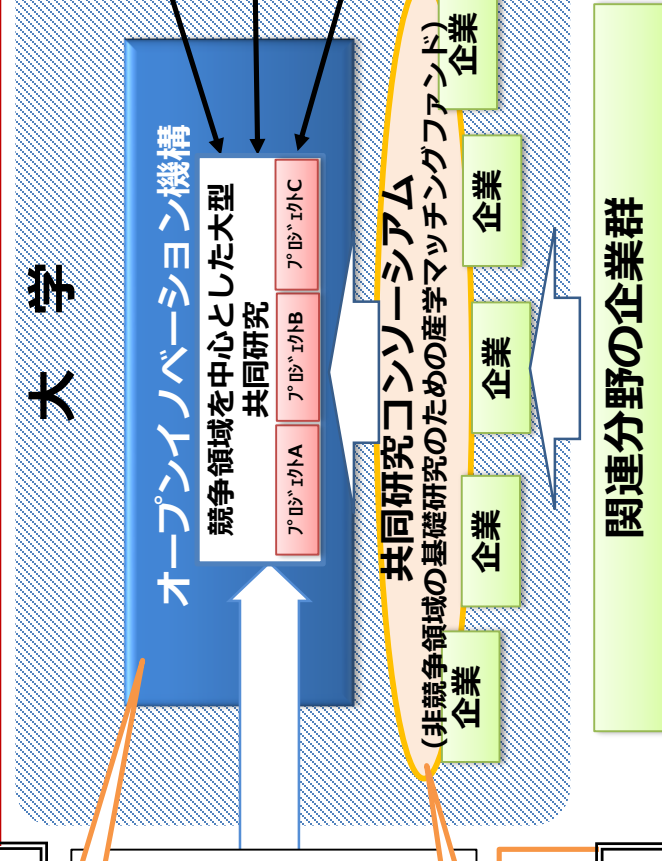 大 学
オープンイノベーション機構
競争領域を中心とした大型
共同研究
ﾌﾟﾛｼﾞｪｸﾄA
ﾌﾟﾛｼﾞｪｸﾄB
ﾌﾟﾛｼﾞｪｸﾄC
共同研究コンソーシアム
(非競争領域の基礎研究のための産学マッチングファンド)
企業
企業
企業
企業
企業
関連分野の企業群